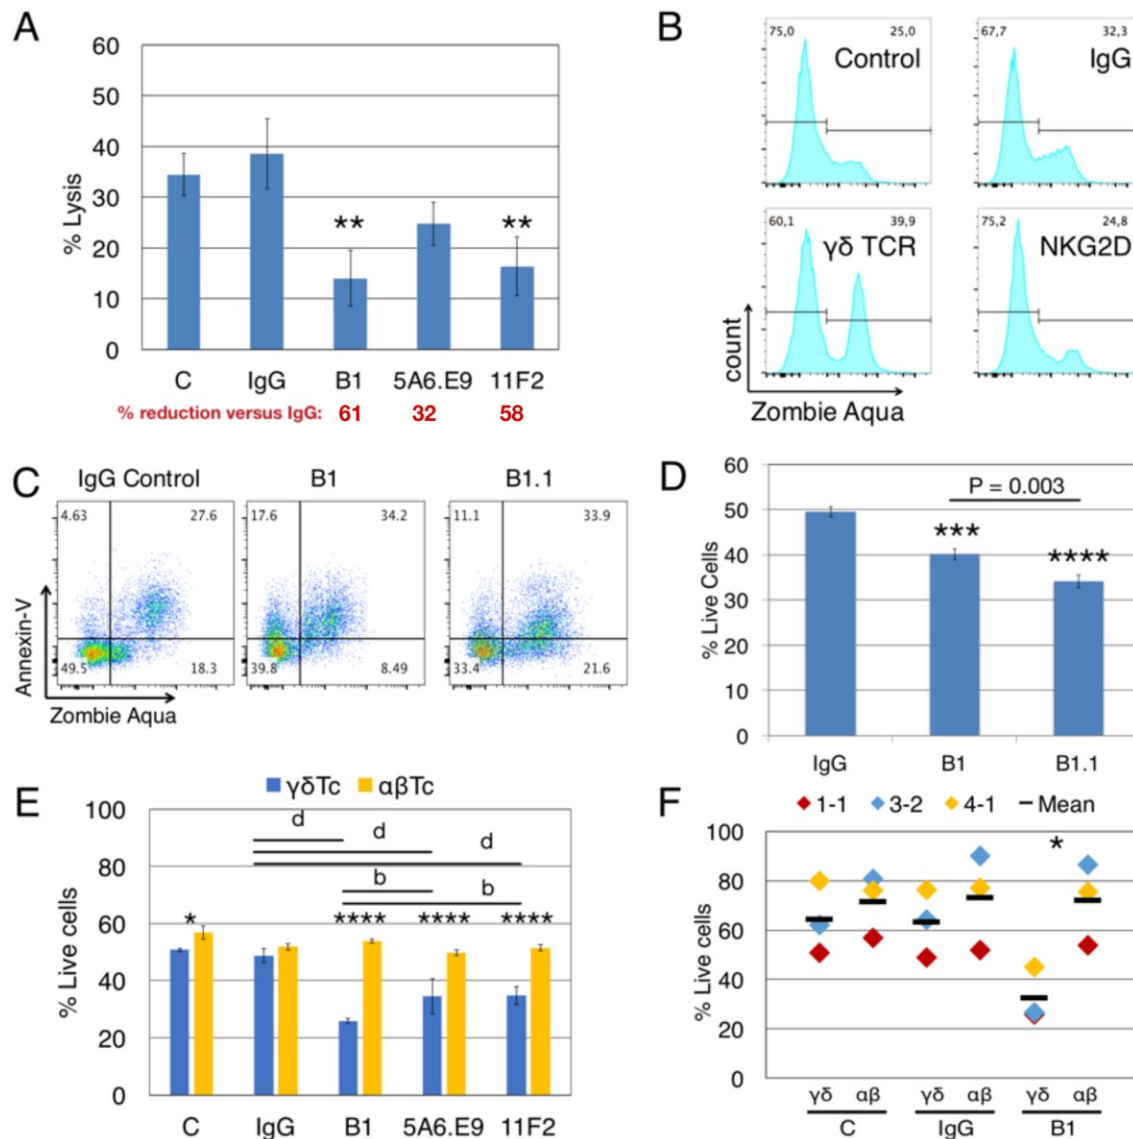 A
60
50
40
30
20
10
0
% Lysis
**
**
C IgG B1 5A6.E9 11F2
% reduction versus IgG: 61 32 58
B
75,0 25,0
Control
67,7 32,3
IgG
60,1 39,9
γδ TCR
75,2 24,8
NKG2D
count
Zombie Aqua
C
IgG Control B1 B1.1
4.63 27.6
49.5 18.3
17.6 34.2
39.8 8.49
11.1 33.9
33.4 21.6
Annexin-V
Zombie Aqua
D
60
50
40
30
20
10
0
% Live Cells
P = 0.003
***
****
IgG B1 B1.1
E
γδTc αβTc
100
80
60
40
20
0
% Live cells
d
d
d
b
b
* **** **** ****
C IgG B1 5A6.E9 11F2
F
1-1 3-2 4-1 Mean
100
80
60
40
20
0
% Live cells
*
γδ αβ γδ αβ γδ αβ
C IgG B1